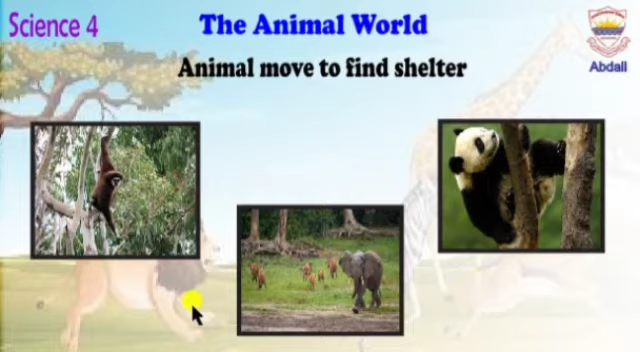 Science 4
The Animal World
Animal move to find shelter
Abdali